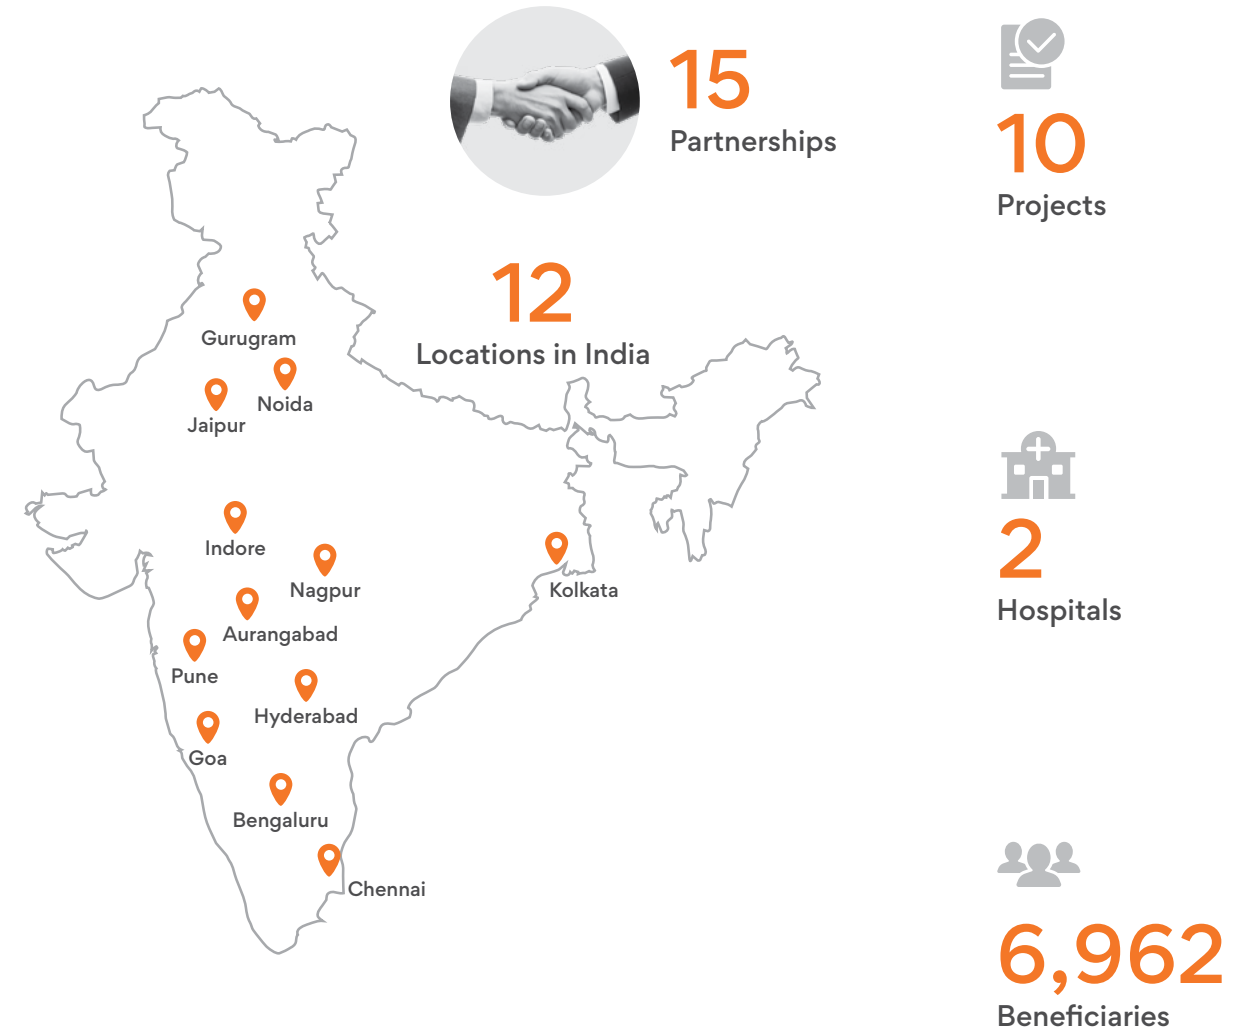 15
Partnerships
10
Projects
12
Locations in India
Gurugram
Noida
Jaipur
Indore
Nagpur
Kolkata
Aurangabad
Pune
Hyderabad
Goa
Bengaluru
Chennai
2
Hospitals
6,962
Beneficiaries